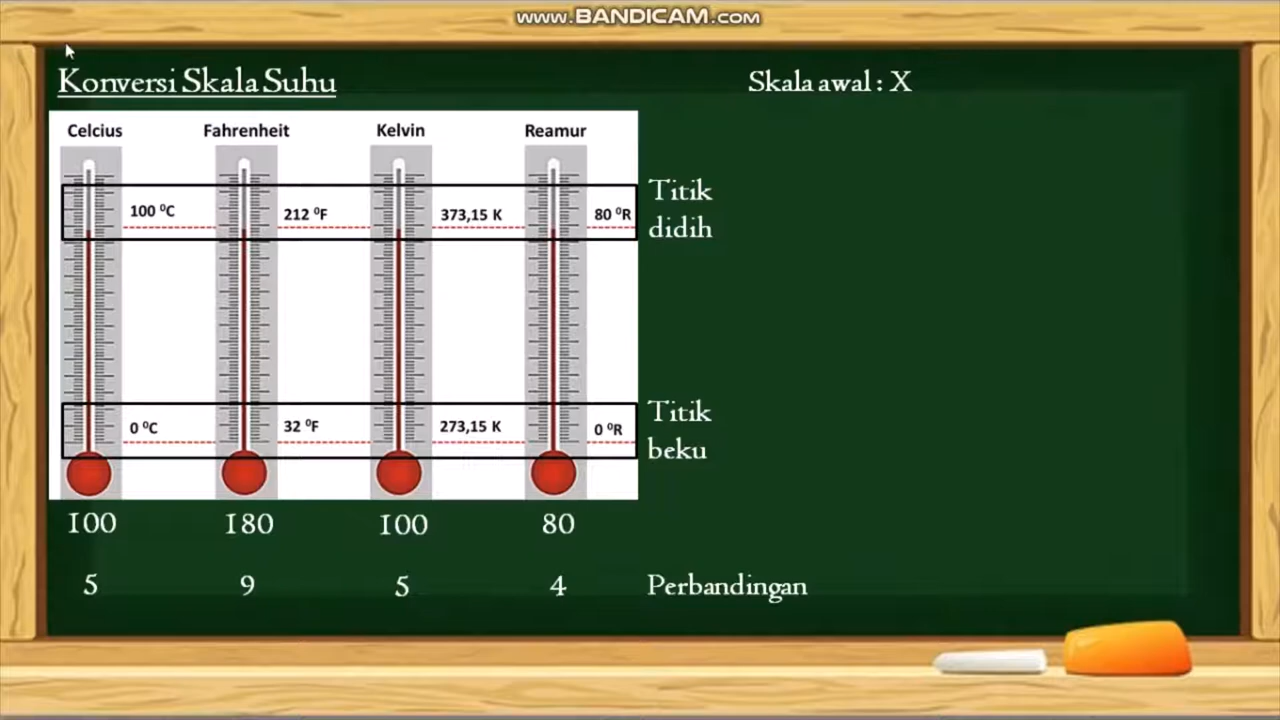 www.BANDICAM.com
Konversi Skala Suhu
Skala awal : X
Celcius Fahrenheit Kelvin Reamur
100 ⁰C 212 ⁰F 373,15 K 80 ⁰R
Titik
didih
0 ⁰C 32 ⁰F 273,15 K 0 ⁰R
Titik
beku
100 180 100 80
5 9 5 4 Perbandingan